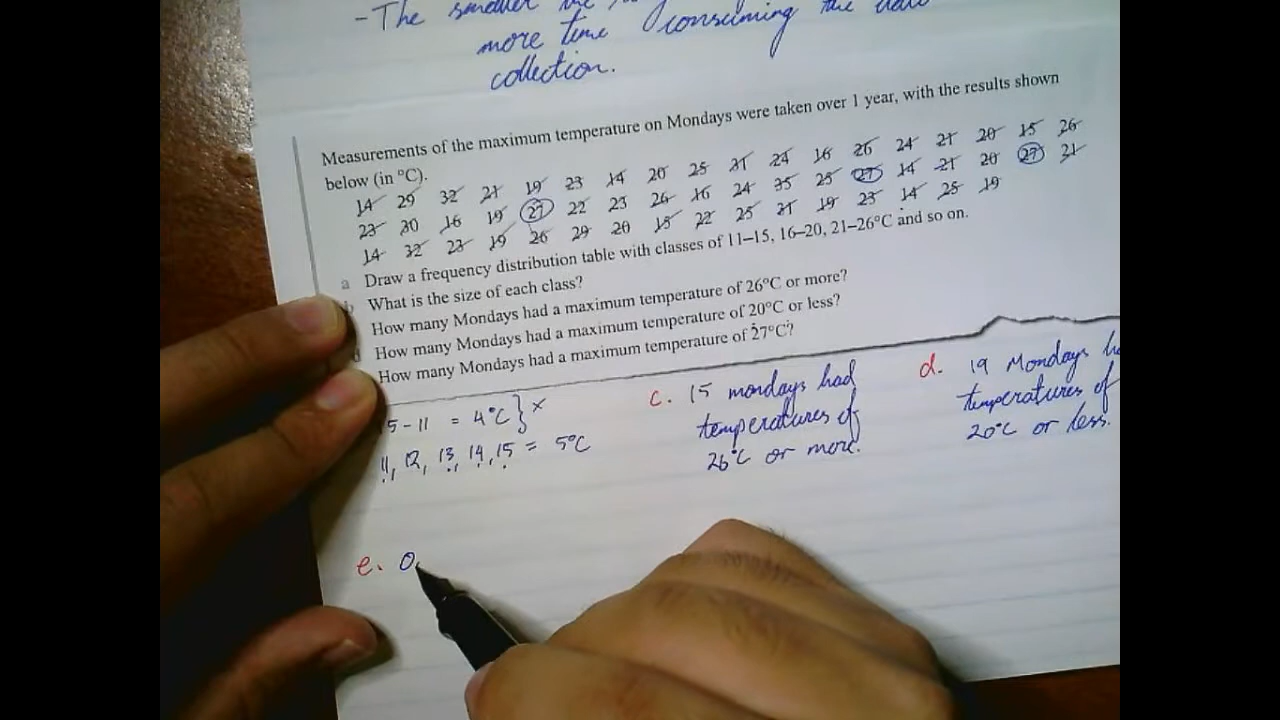 - The smaller the
more time consuming the data
collection.
Measurements of the maximum temperature on Mondays were taken over 1 year, with the results shown
below (in °C).
14 29 32 21 19 23 14 20 25 21 24 16 26 24 21 20 15 26
23 30 16 19 27 22 23 26 16 24 25 25 27 14 21 20 27 21
14 32 23 19 26 29 20 15 22 25 21 19 23 14 25 19
a Draw a frequency distribution table with classes of 11–15, 16–20, 21–26°C and so on.
What is the size of each class?
How many Mondays had a maximum temperature of 26°C or more?
d How many Mondays had a maximum temperature of 20°C or less?
How many Mondays had a maximum temperature of 27°C?
5 - 11 = 4°C } x
11, 12, 13, 14, 15 = 5°C
c. 15 mondays had
temperatures of
26°C or more.
d. 19 Mondays
temperatures of
20°C or less.
e. 0